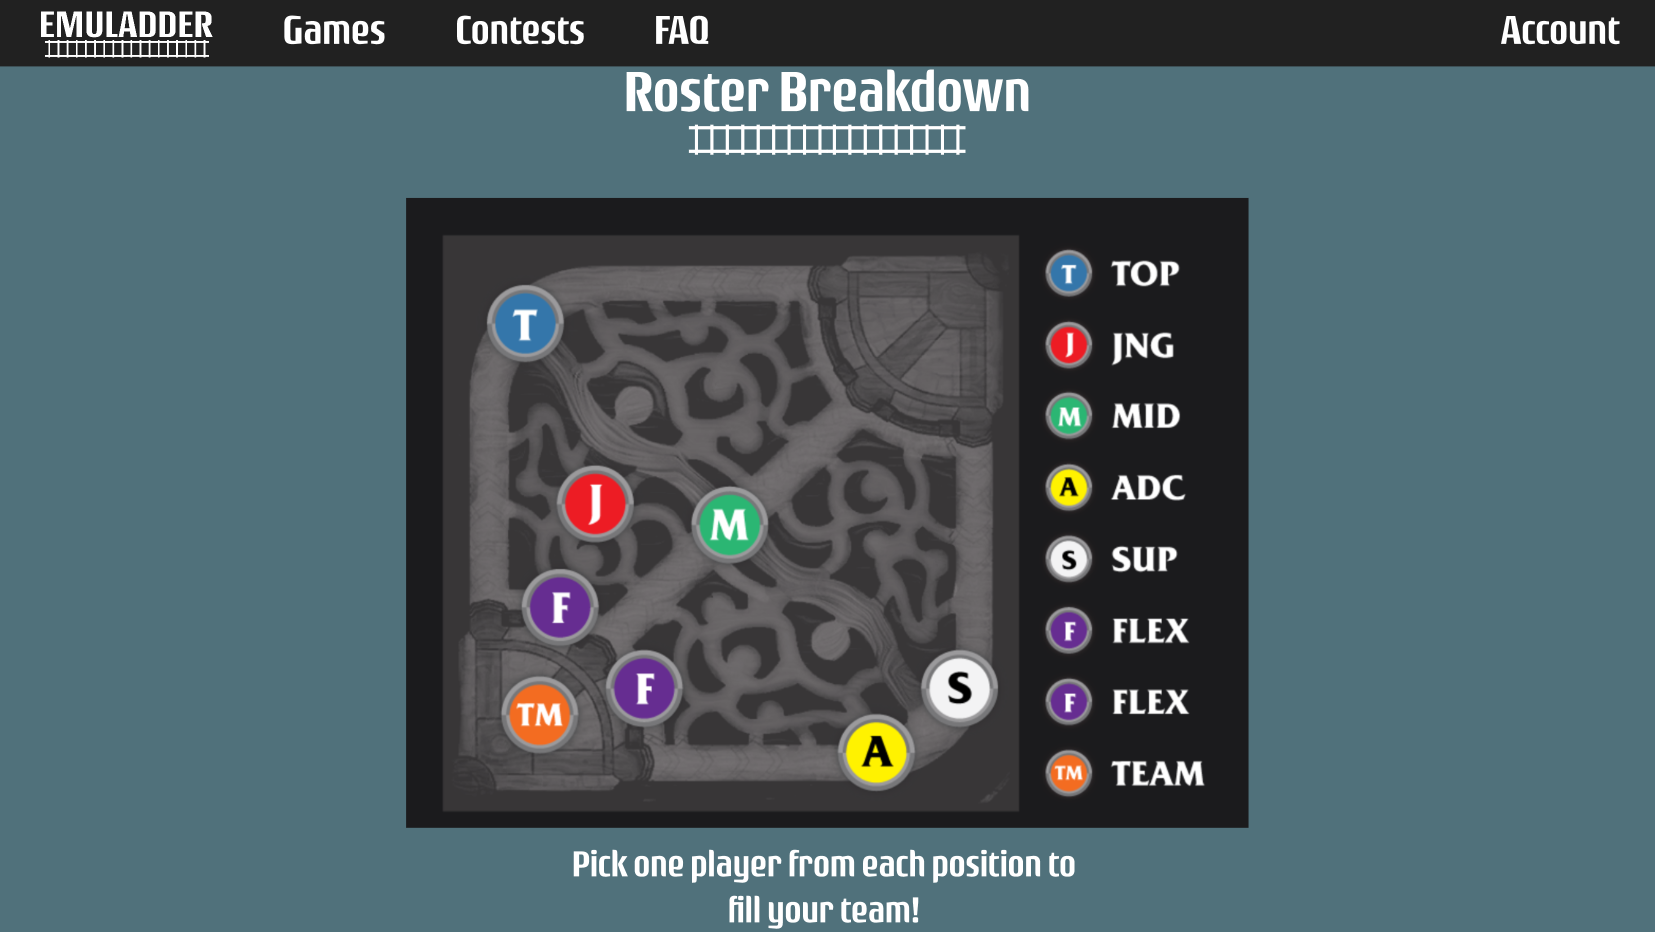 EMULADDER
Games
Contests
FAQ
Account
Roster Breakdown
T
J
M
F
F
TM
S
A
T TOP
J JNG
M MID
A ADC
S SUP
F FLEX
F FLEX
TM TEAM
Pick one player from each position to
fill your team!